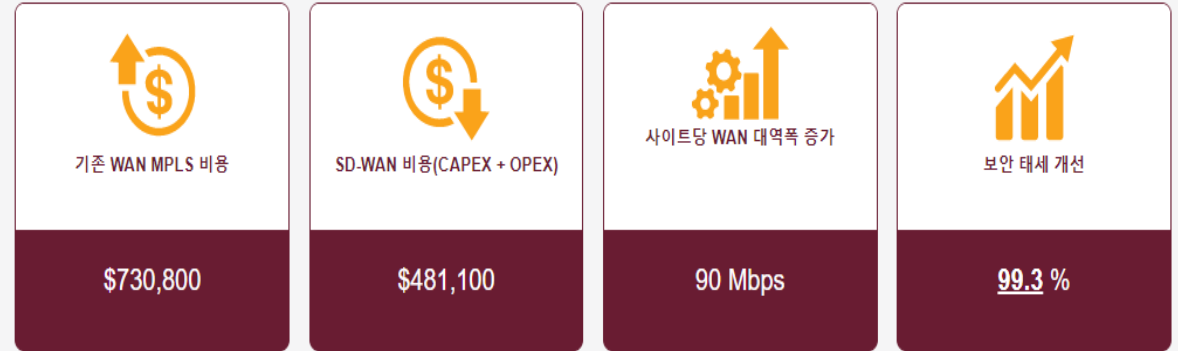 기존 WAN MPLS 비용
$730,800
SD-WAN 비용(CAPEX + OPEX)
$481,100
사이트당 WAN 대역폭 증가
90 Mbps
보안 태세 개선
99.3 %